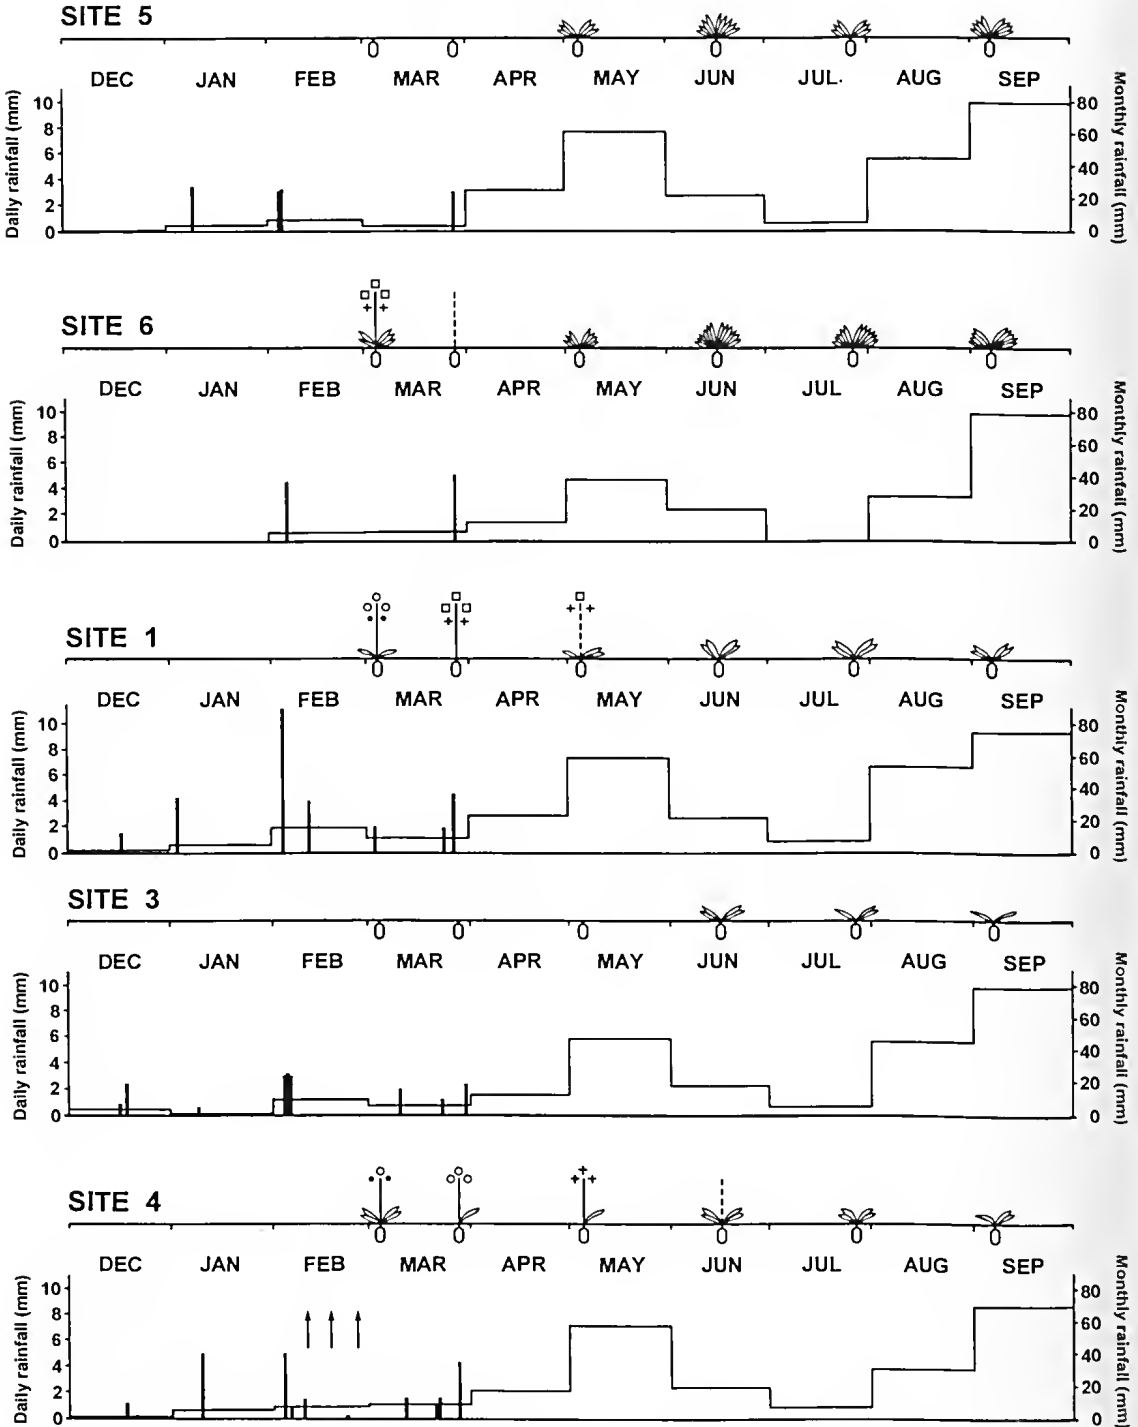 SITE 5
DEC JAN FEB MAR APR MAY JUN JUL. AUG SEP
Daily rainfall (mm)
10
8
6
4
2
0
Monthly rainfall (mm)
80
60
40
20
0
SITE 6
DEC JAN FEB MAR APR MAY JUN JUL AUG SEP
Daily rainfall (mm)
10
8
6
4
2
0
Monthly rainfall (mm)
80
60
40
20
0
SITE 1
DEC JAN FEB MAR APR MAY JUN JUL AUG SEP
Daily rainfall (mm)
10
8
6
4
2
0
Monthly rainfall (mm)
80
60
40
20
0
SITE 3
DEC JAN FEB MAR APR MAY JUN JUL AUG SEP
Daily rainfall (mm)
10
8
6
4
2
0
Monthly rainfall (mm)
80
60
40
20
0
SITE 4
DEC JAN FEB MAR APR MAY JUN JUL AUG SEP
Daily rainfall (mm)
10
8
6
4
2
0
Monthly rainfall (mm)
80
60
40
20
0